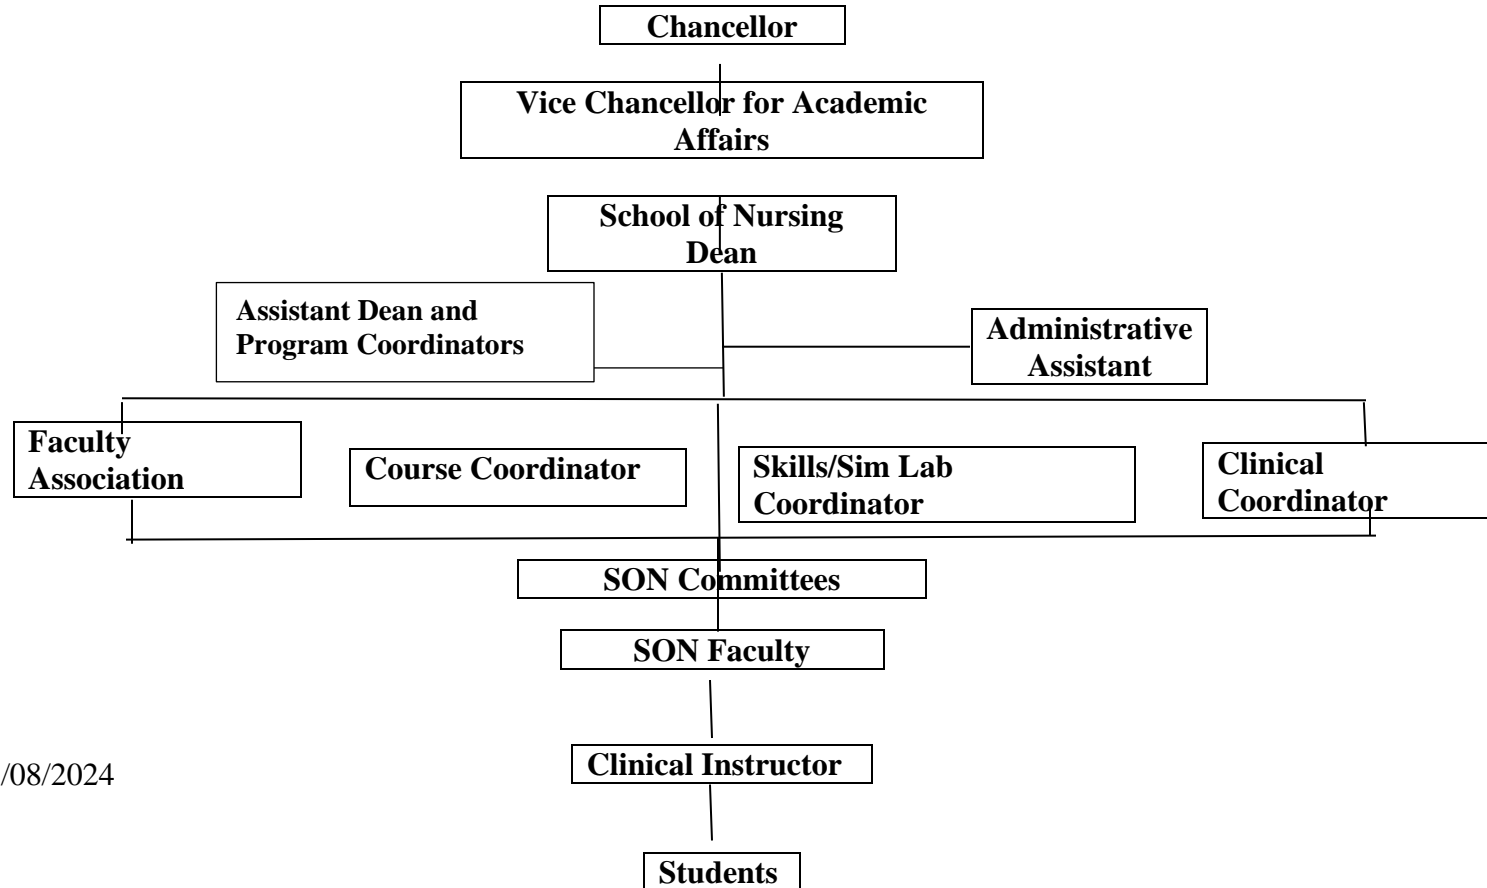 Chancellor
Vice Chancellor for Academic
Affairs
School of Nursing
Dean
Assistant Dean and
Program Coordinators
Administrative
Assistant
Faculty
Association
Course Coordinator
Skills/Sim Lab
Coordinator
Clinical
Coordinator
SON Committees
SON Faculty
Clinical Instructor
/08/2024
Students